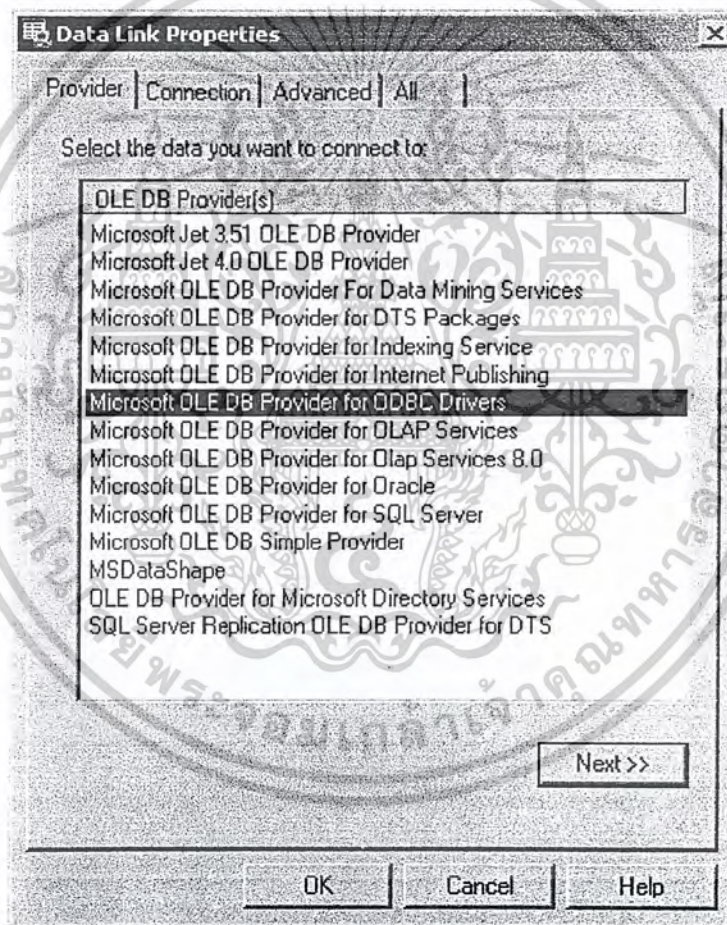 Data Link Properties
Provider Connection Advanced All
Select the data you want to connect to:
OLE DB Provider(s)
Microsoft Jet 3.51 OLE DB Provider
Microsoft Jet 4.0 OLE DB Provider
Microsoft OLE DB Provider For Data Mining Services
Microsoft OLE DB Provider for DTS Packages
Microsoft OLE DB Provider for Indexing Service
Microsoft OLE DB Provider for Internet Publishing
Microsoft OLE DB Provider for ODBC Drivers
Microsoft OLE DB Provider for OLAP Services
Microsoft OLE DB Provider for Olap Services 8.0
Microsoft OLE DB Provider for Oracle
Microsoft OLE DB Provider for SQL Server
Microsoft OLE DB Simple Provider
MSDataShape
OLE DB Provider for Microsoft Directory Services
SQL Server Replication OLE DB Provider for DTS
Next >>
OK Cancel Help